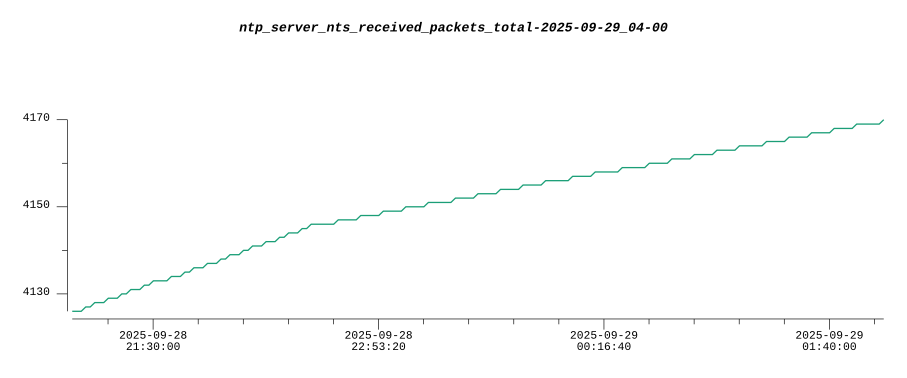 ntp_server_nts_received_packets_total-2025-09-29_04-00
4170
4150
4130
2025-09-28 2025-09-28 2025-09-29 2025-09-29
21:30:00 22:53:20 00:16:40 01:40:00